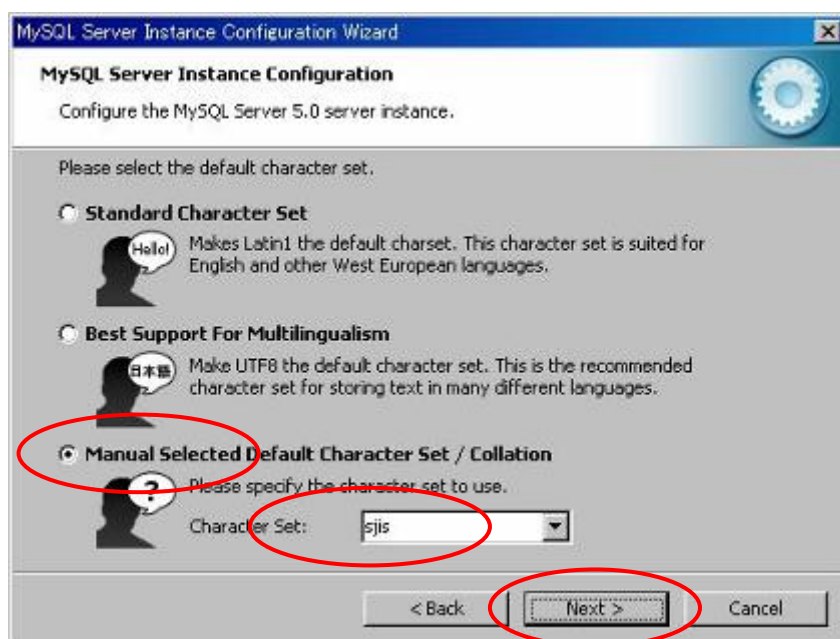 MySQL Server Instance Configuration Wizard
MySQL Server Instance Configuration
Configure the MySQL Server 5.0 server instance.
Please select the default character set.
Standard Character Set
Hello!
Makes Latin1 the default charset. This character set is suited for
English and other West European languages.
Best Support For Multilingualism
日本語
Make UTF8 the default character set. This is the recommended
character set for storing text in many different languages.
Manual Selected Default Character Set / Collation
?
Please specify the character set to use.
Character Set: sjis
< Back Next > Cancel